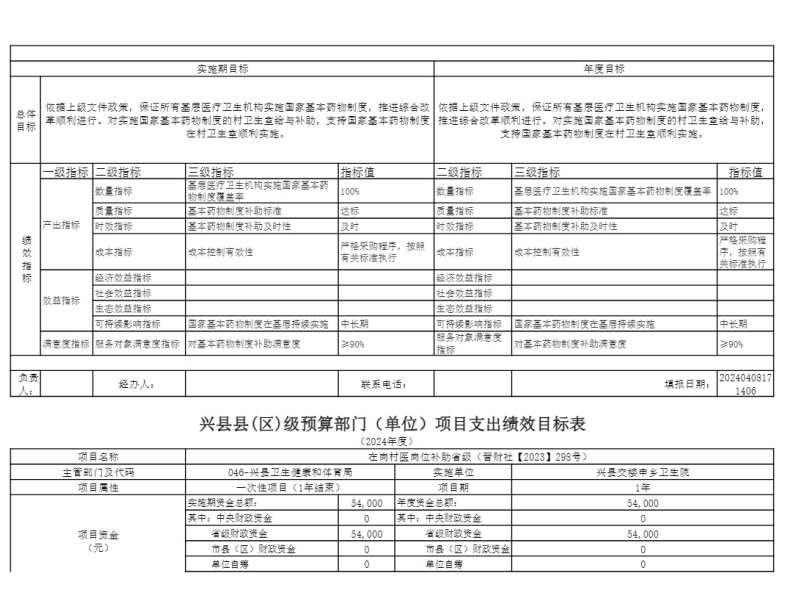 实施期目标 年度目标
总体目标
依据上级文件政策，保证所有基层医疗卫生机构实施国家基本药物制度，推进综合改革顺利进行。对实施国家基本药物制度的村卫生室给与补助，支持国家基本药物制度在村卫生室顺利实施。
依据上级文件政策，保证所有基层医疗卫生机构实施国家基本药物制度，推进综合改革顺利进行。对实施国家基本药物制度的村卫生室给与补助，支持国家基本药物制度在村卫生室顺利实施。
绩效指标
一级指标 二级指标 三级指标 指标值 二级指标 三级指标 指标值
产出指标
数量指标 基层医疗卫生机构实施国家基本药物制度覆盖率 100% 数量指标 基层医疗卫生机构实施国家基本药物制度覆盖率 100%
质量指标 基本药物制度补助标准 达标 质量指标 基本药物制度补助标准 达标
时效指标 基本药物制度补助及时性 及时 时效指标 基本药物制度补助及时性 及时
成本指标 成本控制有效性 严格采购程序，按照有关标准执行 成本指标 成本控制有效性 严格采购程序，按照有关标准执行
效益指标
经济效益指标 经济效益指标
社会效益指标 社会效益指标
生态效益指标 生态效益指标
可持续影响指标 国家基本药物制度在基层持续实施 中长期 可持续影响指标 国家基本药物制度在基层持续实施 中长期
满意度指标 服务对象满意度指标 对基本药物制度补助满意度 ≥90% 服务对象满意度指标 对基本药物制度补助满意度 ≥90%
负责人： 经办人： 联系电话： 填报日期： 20240408171406
兴县县(区)级预算部门（单位）项目支出绩效目标表
（2024年度）
项目名称 在岗村医岗位补助省级（晋财社【2023】298号）
主管部门及代码 046-兴县卫生健康和体育局 实施单位 兴县交楼申乡卫生院
项目属性 一次性项目（1年结束） 项目期 1年
项目资金（元）
实施期资金总额： 54,000 年度资金总额： 54,000
其中：中央财政资金 0 其中：中央财政资金 0
省级财政资金 54,000 省级财政资金 54,000
市县（区）财政资金 0 市县（区）财政资金 0
单位自筹 0 单位自筹 0